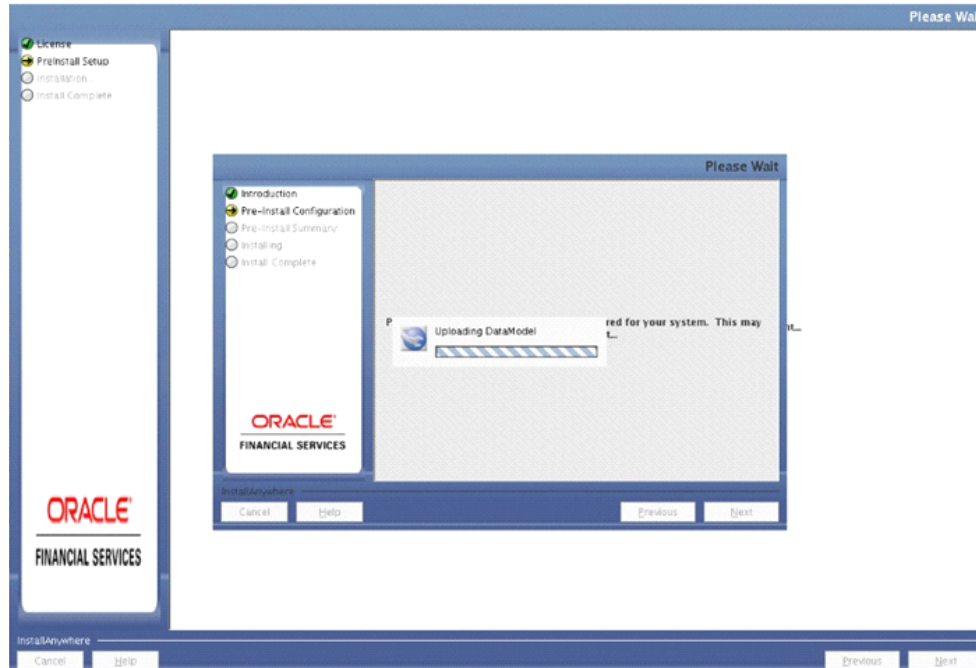 Please Wai
License
PreInstall Setup
Installation...
Install Complete
Please Wait
Introduction
Pre-Install Configuration
Pre-Install Summary
Installing
Install Complete
P
red for your system. This may
t...
nt...
Uploading DataModel
ORACLE
FINANCIAL SERVICES
InstallAnywhere
Cancel Help Previous Next
ORACLE
FINANCIAL SERVICES
InstallAnywhere
Cancel Help Previous Next